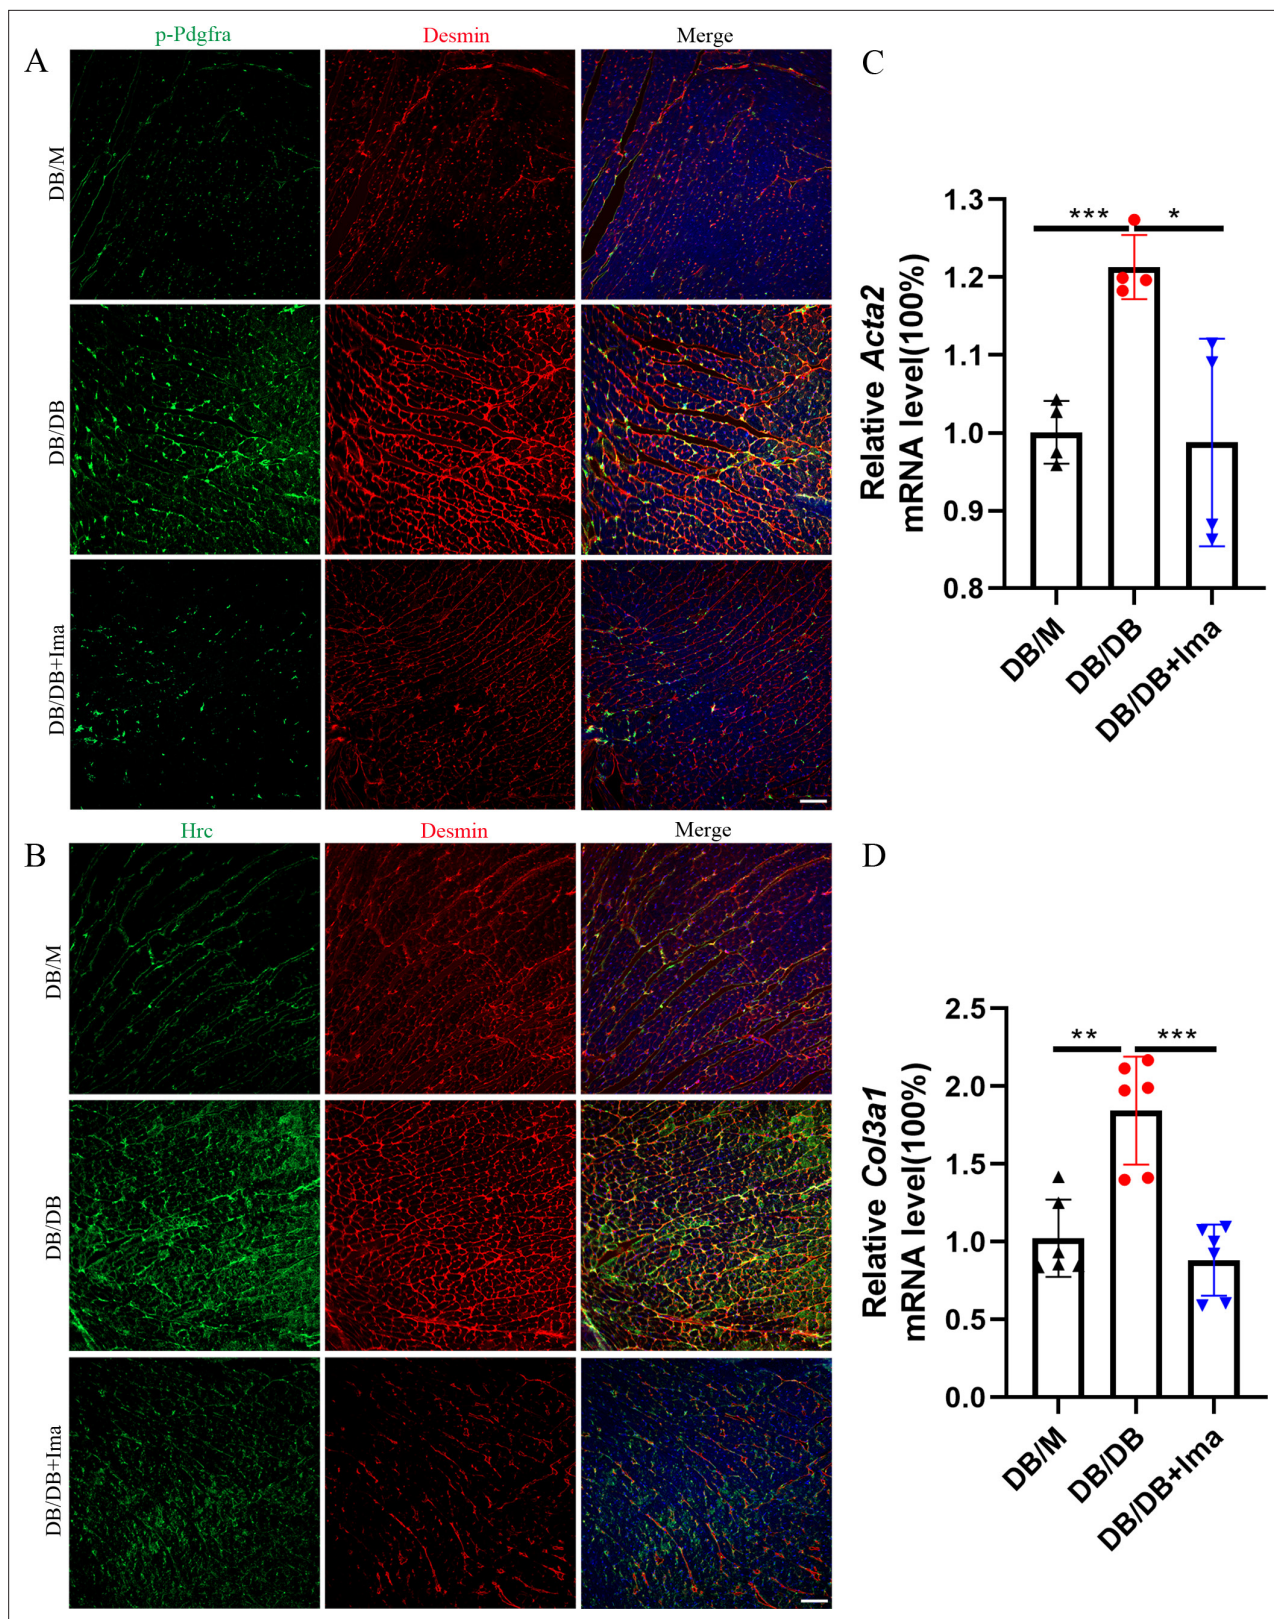 A
p-Pdgfra
Desmin
Merge
DB/M
DB/DB
DB/DB+Ima
B
Hrc
Desmin
Merge
DB/M
DB/DB
DB/DB+Ima
C
Relative Acta2
mRNA level(100%)
1.3
1.2
1.1
1.0
0.9
0.8
***
*
DB/M
DB/DB
DB/DB+Ima
D
Relative Col3a1
mRNA level(100%)
2.5
2.0
1.5
1.0
0.5
0.0
**
***
DB/M
DB/DB
DB/DB+Ima